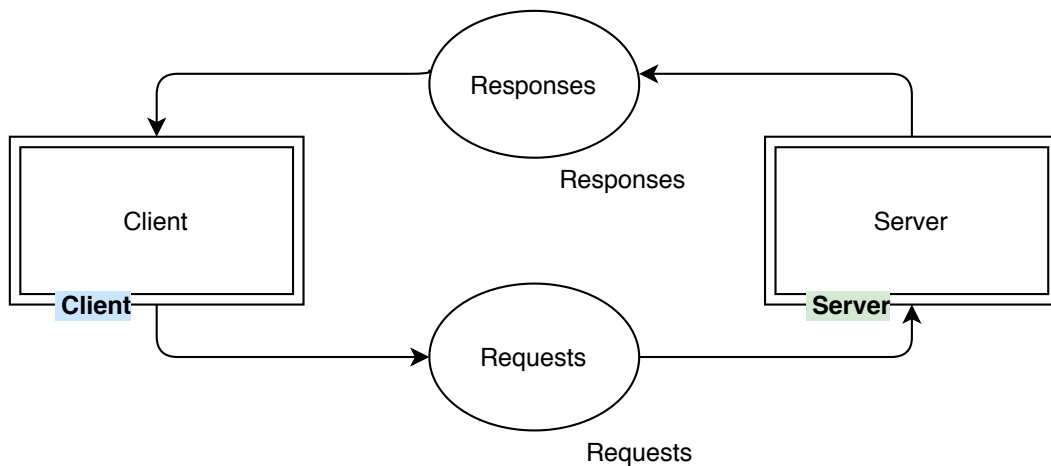 Responses
Responses
Client
Server
Client
Server
Requests
Requests